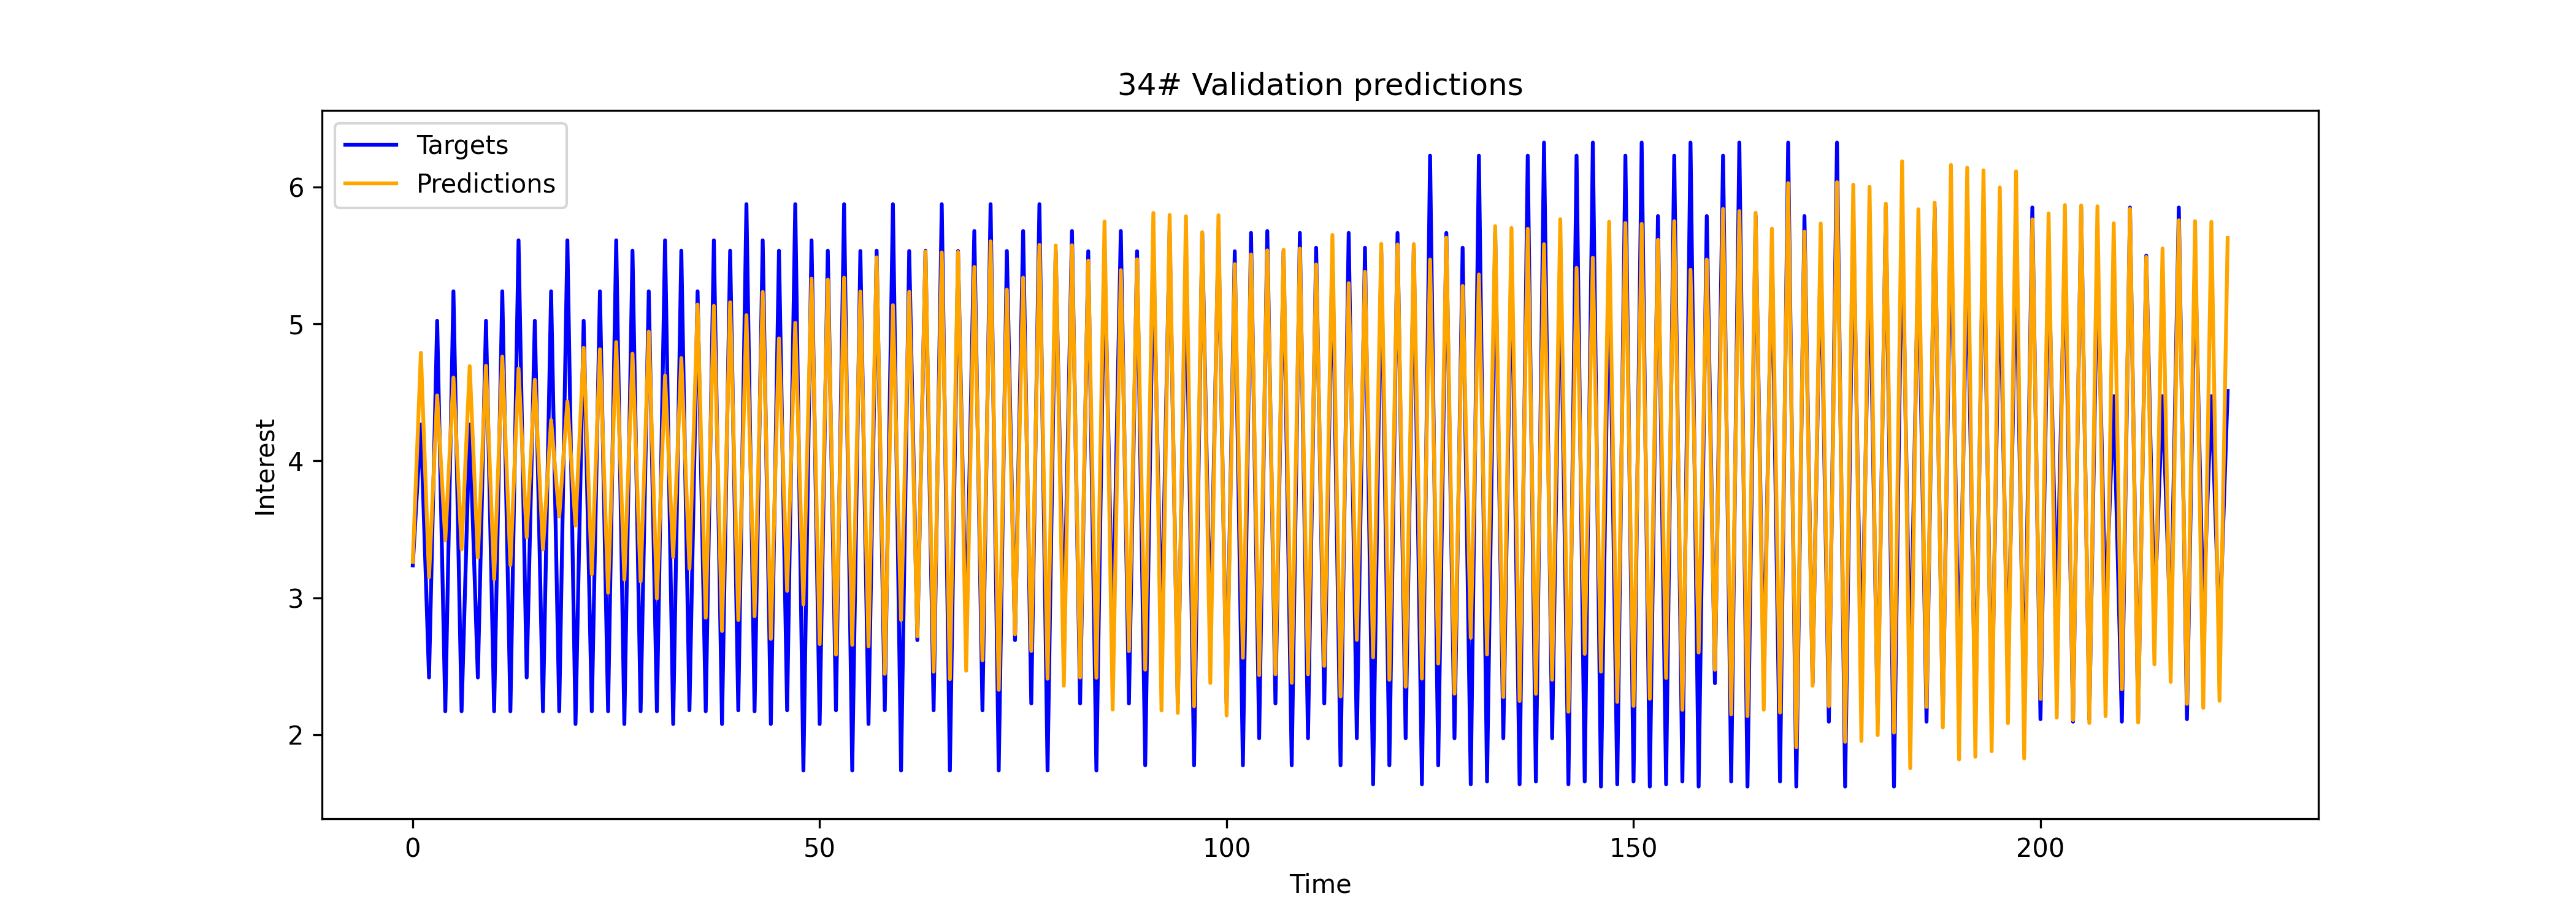 34# Validation predictions
Targets
Predictions
Interest
6
5
4
3
2
0 50 100 150 200
Time